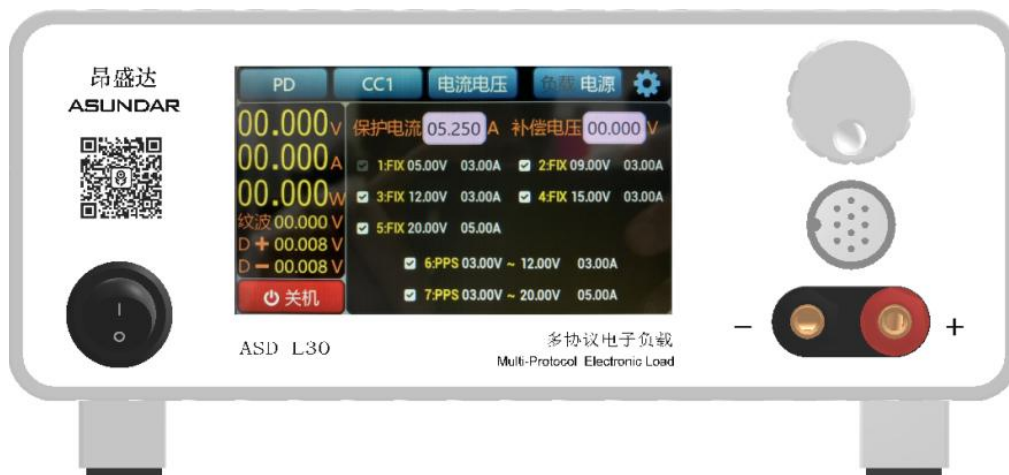 昂盛达
ASUNDAR
PD CC1 电流电压 负载 电源
00.000 V
00.000 A
00.000 W
纹波 00.000 V
D + 00.008 V
D - 00.008 V
关机
保护电流 05.250 A 补偿电压 00.000 V
1:FIX 05.00V 03.00A 2:FIX 09.00V 03.00A
3:FIX 12.00V 03.00A 4:FIX 15.00V 03.00A
5:FIX 20.00V 05.00A
6:PPS 03.00V ~ 12.00V 03.00A
7:PPS 03.00V ~ 20.00V 05.00A
ASD L30
多协议电子负载
Multi-Protocol Electronic Load
I
O
- +